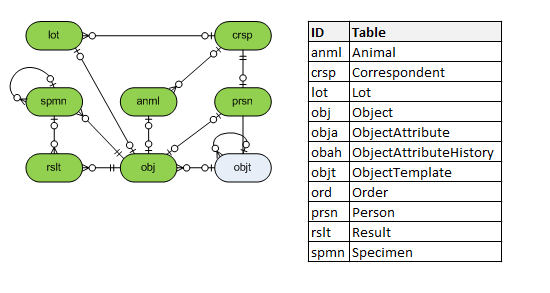 lot
crsp
spmn
anml
prsn
rslt
obj
objt
ID Table
anml Animal
crsp Correspondent
lot Lot
obj Object
obja ObjectAttribute
obah ObjectAttributeHistory
objt ObjectTemplate
ord Order
prsn Person
rslt Result
spmn Specimen